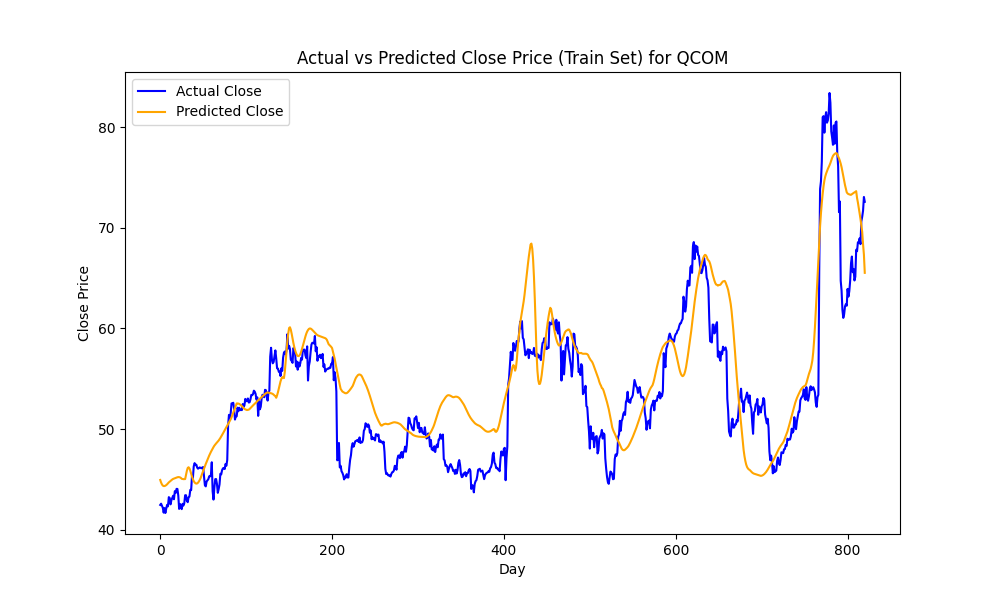 Actual vs Predicted Close Price (Train Set) for QCOM
Actual Close
Predicted Close
80
70
60
50
40
Close Price
0 200 400 600 800
Day